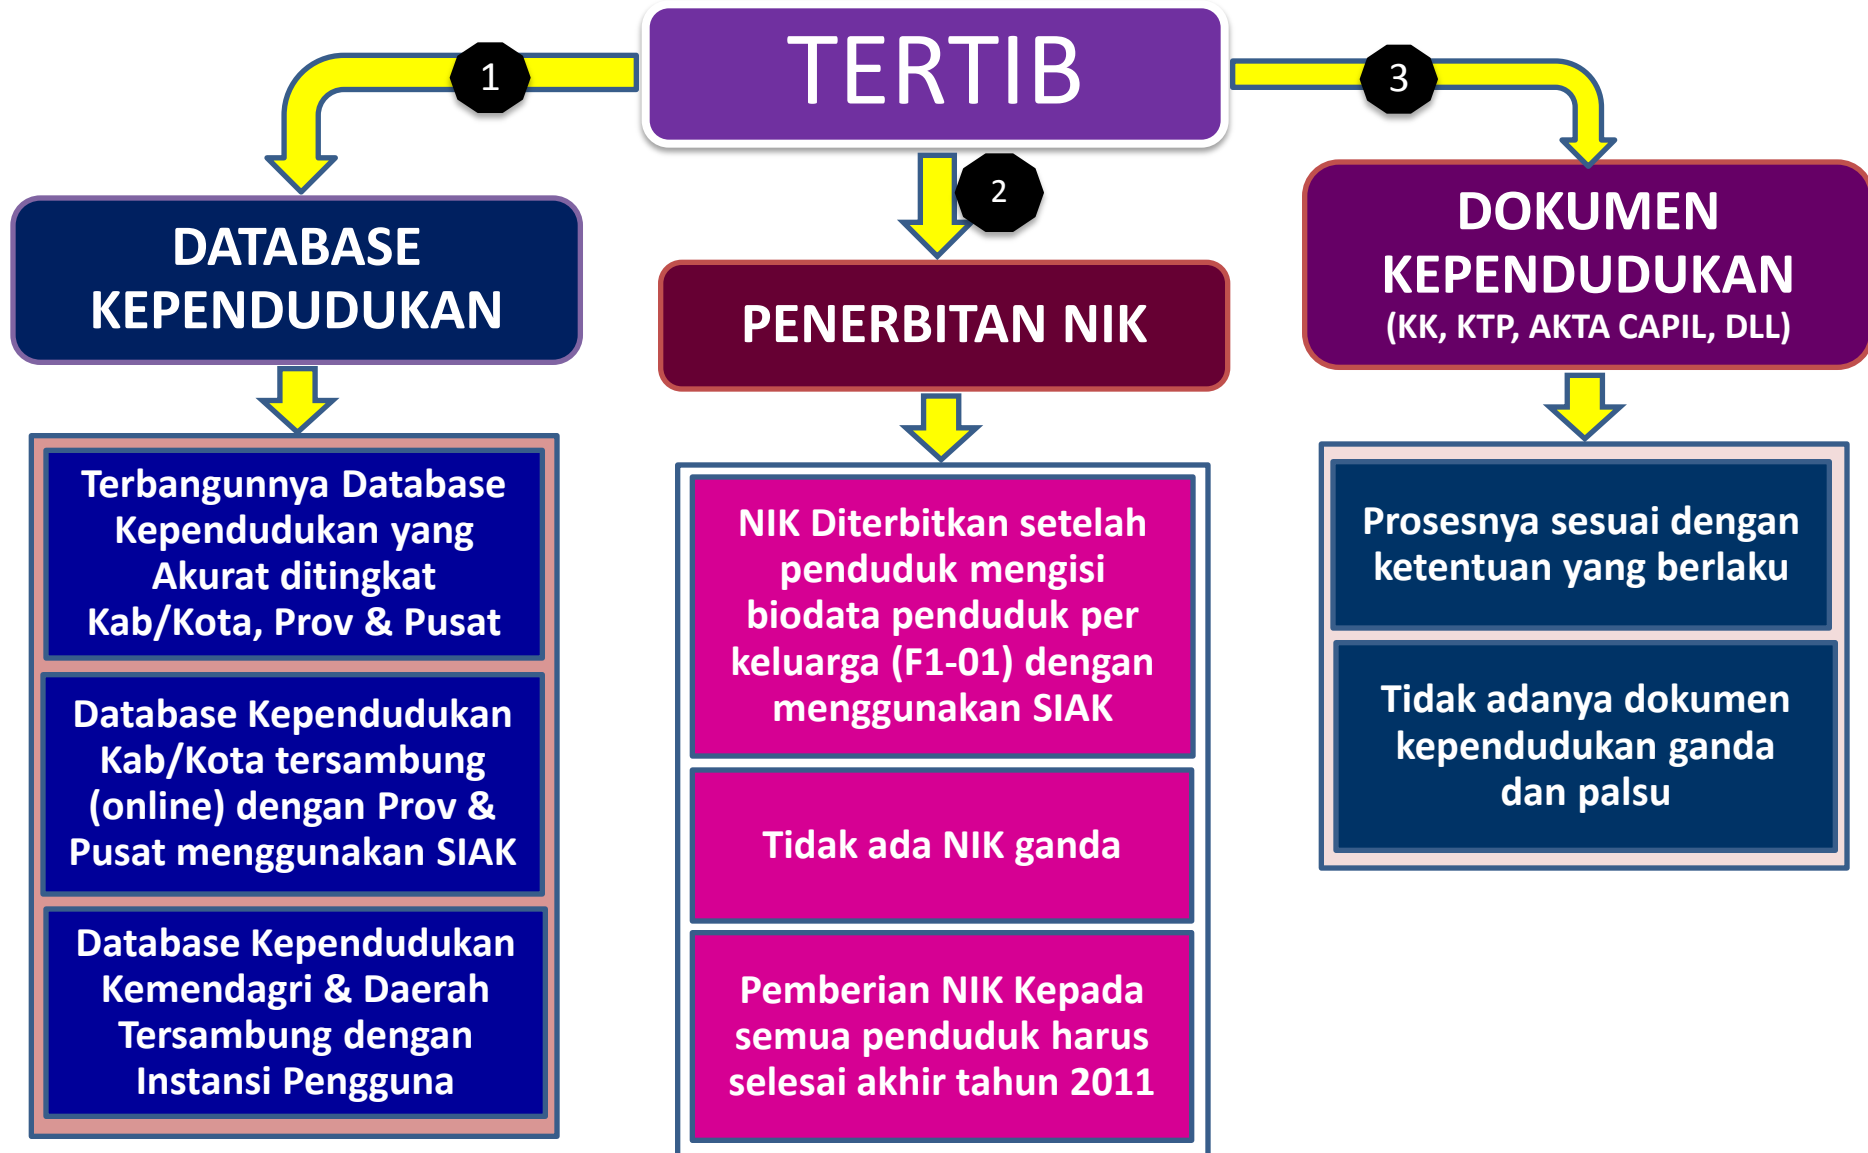 TERTIB
1
DATABASE
KEPENDUDUKAN
Terbangunnya Database
Kependudukan yang
Akurat ditingkat
Kab/Kota, Prov & Pusat
Database Kependudukan
Kab/Kota tersambung
(online) dengan Prov &
Pusat menggunakan SIAK
Database Kependudukan
Kemendagri & Daerah
Tersambung dengan
Instansi Pengguna
2
PENERBITAN NIK
NIK Diterbitkan setelah
penduduk mengisi
biodata penduduk per
keluarga (F1-01) dengan
menggunakan SIAK
Tidak ada NIK ganda
Pemberian NIK Kepada
semua penduduk harus
selesai akhir tahun 2011
3
DOKUMEN
KEPENDUDUKAN
(KK, KTP, AKTA CAPIL, DLL)
Prosesnya sesuai dengan
ketentuan yang berlaku
Tidak adanya dokumen
kependudukan ganda
dan palsu